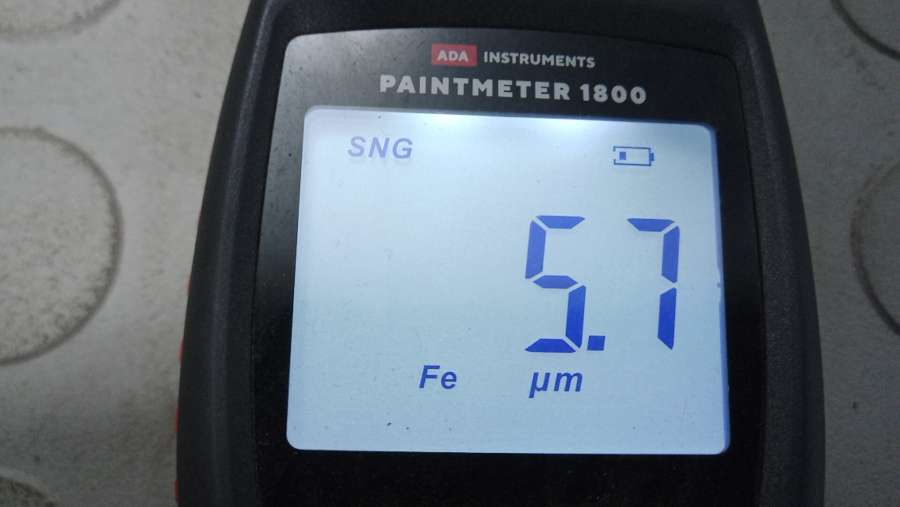 ADA INSTRUMENTS
PAINTMETER 1800
SNG
5.7
Fe µm